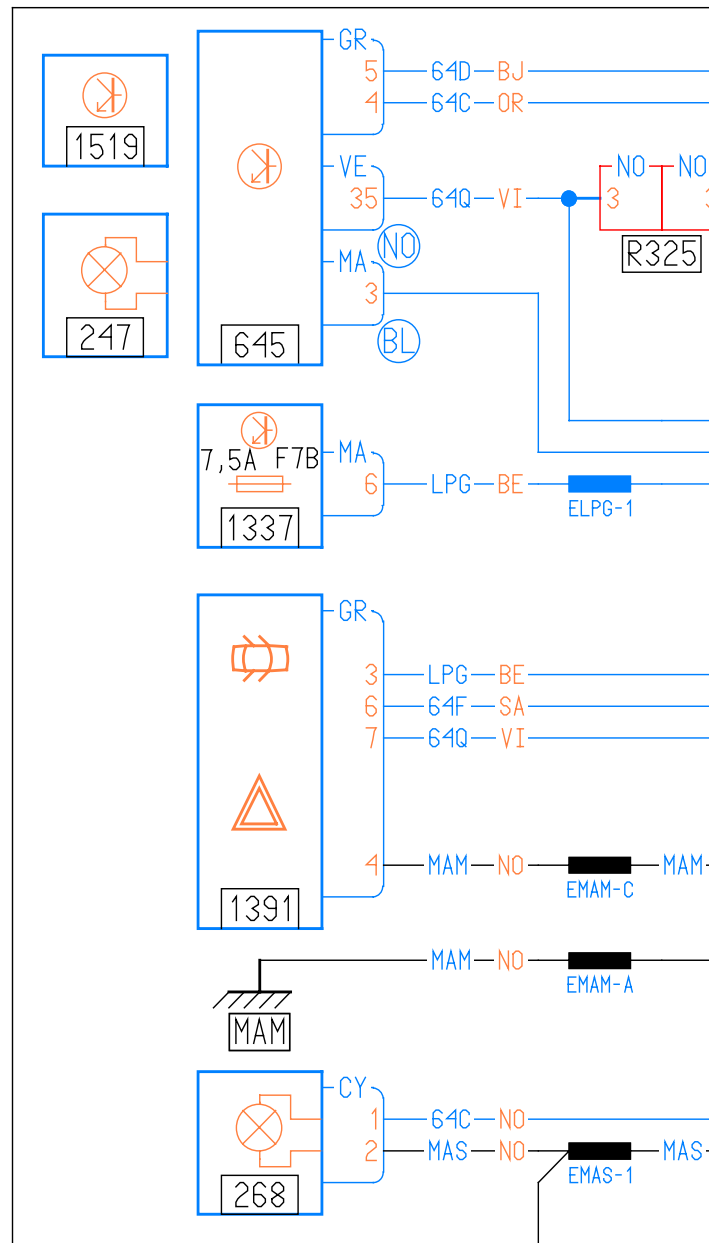 GR
5 64D BJ
4 64C OR
1519
VE NO NO
35 64Q VI 3
NO
R325
MA
3
247
645
BL
7,5A F7B MA
6 LPG BE
ELPG-1
1337
GR
3 LPG BE
6 64F SA
7 64Q VI
4 MAM NO MAM
EMAM-C
1391
MAM NO
EMAM-A
MAM
CY
1 64C NO
2 MAS NO MAS
EMAS-1
268